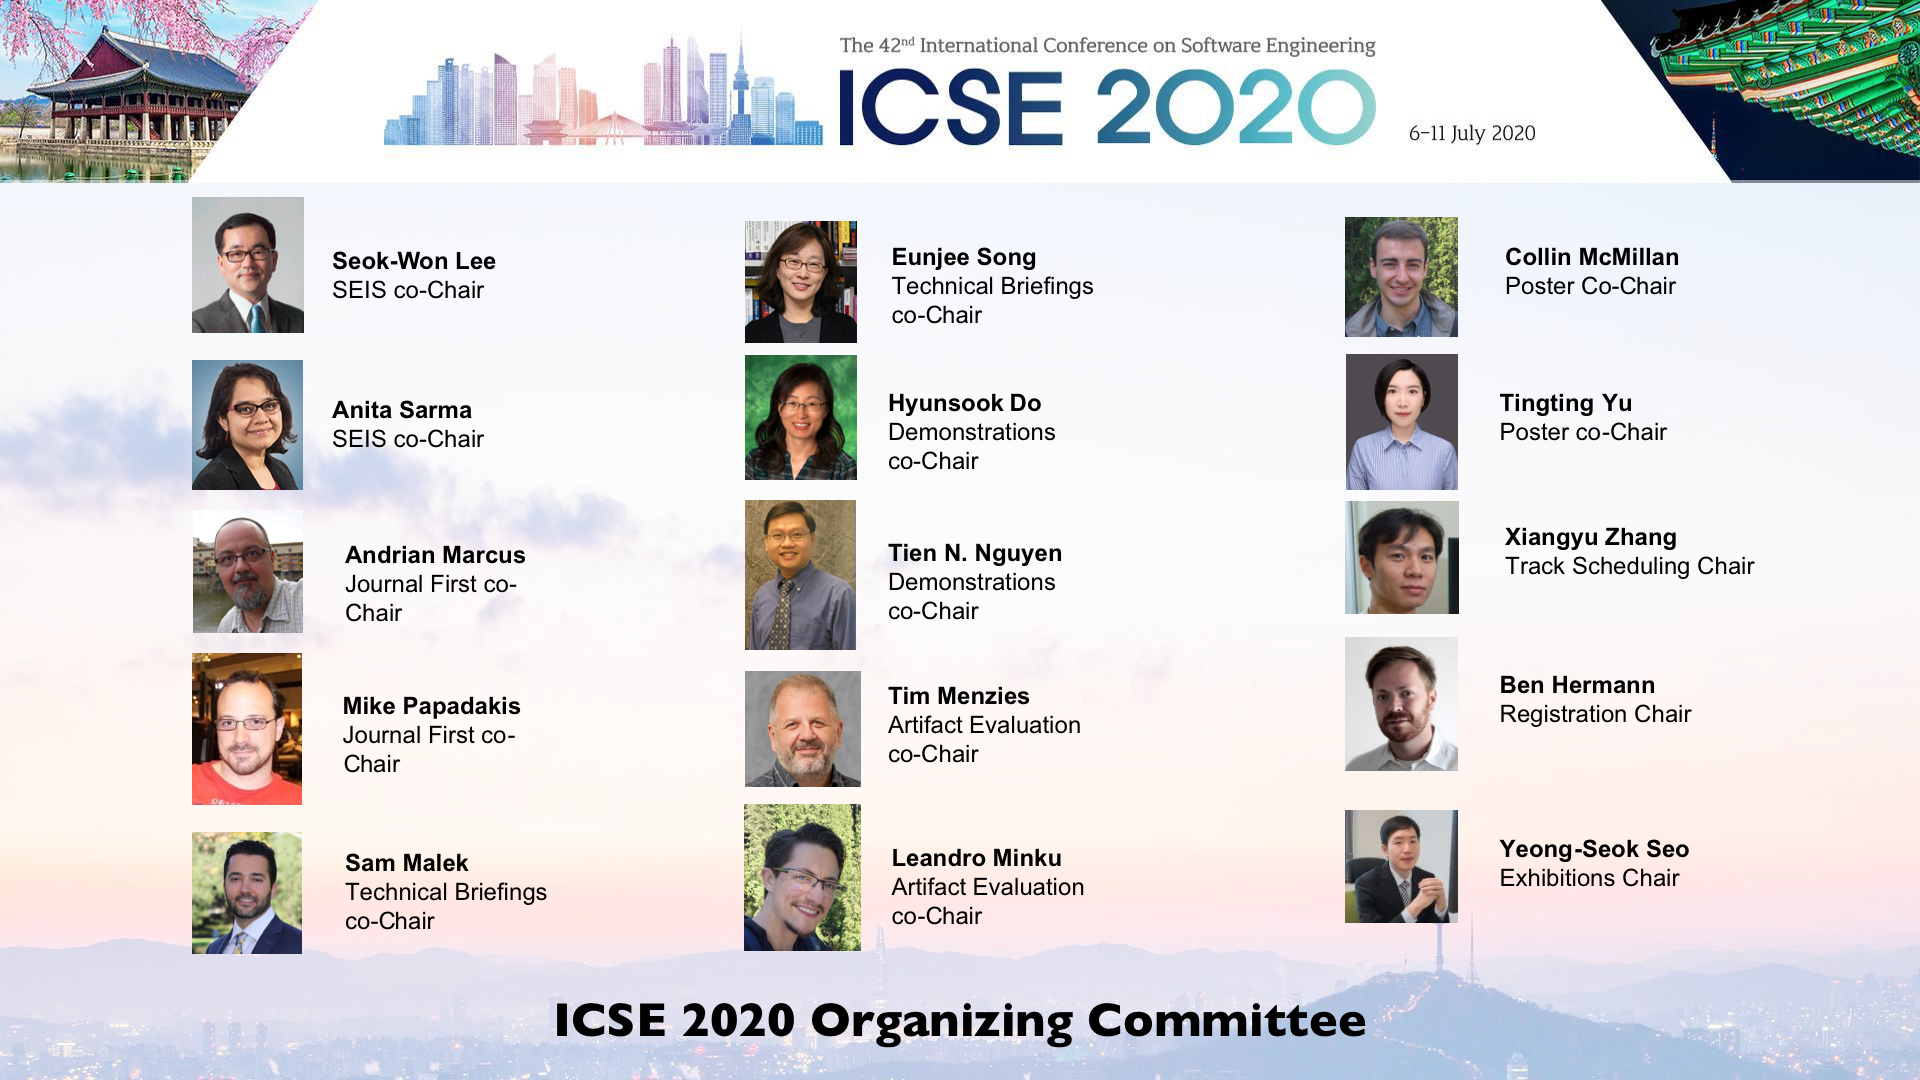 The 42nd International Conference on Software Engineering
ICSE 2020
6–11 July 2020
Seok-Won Lee
SEIS co-Chair
Anita Sarma
SEIS co-Chair
Andrian Marcus
Journal First co-
Chair
Mike Papadakis
Journal First co-
Chair
Sam Malek
Technical Briefings
co-Chair
Eunjee Song
Technical Briefings
co-Chair
Hyunsook Do
Demonstrations
co-Chair
Tien N. Nguyen
Demonstrations
co-Chair
Tim Menzies
Artifact Evaluation
co-Chair
Leandro Minku
Artifact Evaluation
co-Chair
Collin McMillan
Poster Co-Chair
Tingting Yu
Poster co-Chair
Xiangyu Zhang
Track Scheduling Chair
Ben Hermann
Registration Chair
Yeong-Seok Seo
Exhibitions Chair
ICSE 2020 Organizing Committee